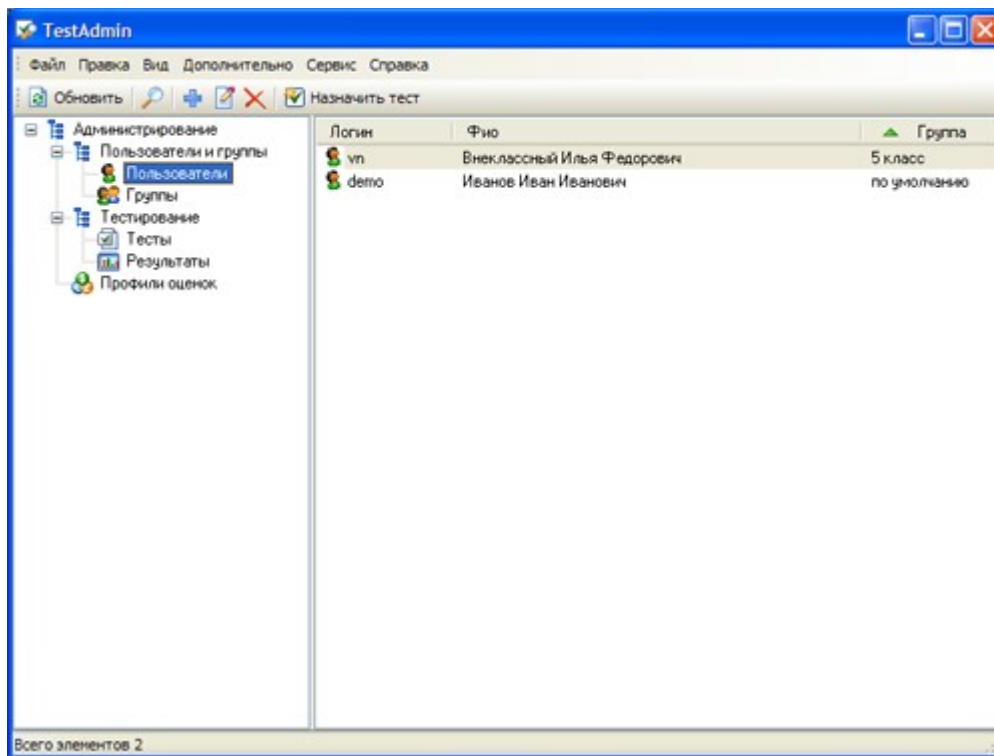 TestAdmin
Файл Правка Вид Дополнительно Сервис Справка
Обновить Назначить тест
Администрирование
Пользователи и группы
Пользователи
Группы
Тестирование
Тесты
Результаты
Профили оценок
Логин Фио Группа
vn Внеклассный Илья Федорович 5 класс
demo Иванов Иван Иванович по умолчанию
Всего элементов 2